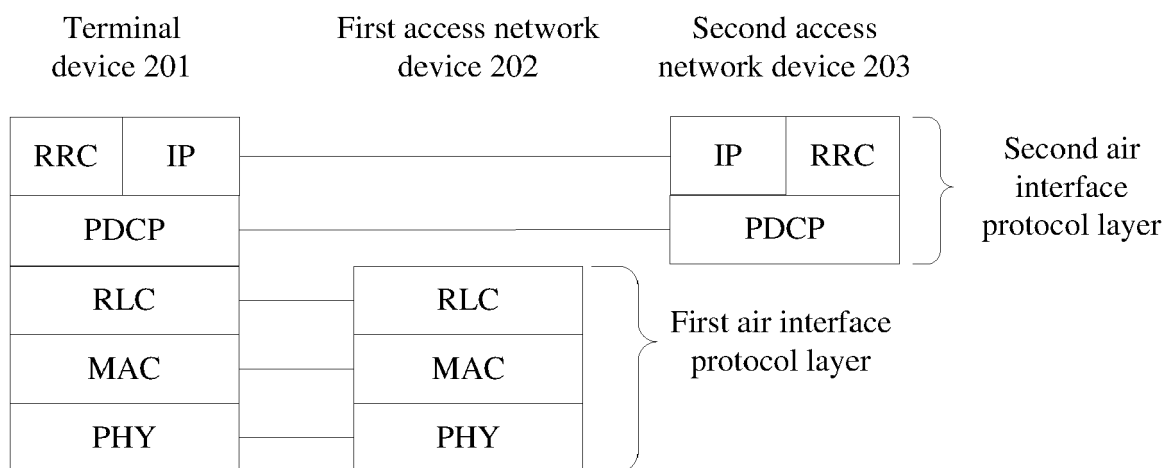 Terminal
device 201
First access network
device 202
Second access
network device 203
RRC
IP
IP
RRC
Second air
interface
protocol layer
PDCP
PDCP
RLC
RLC
First air interface
protocol layer
MAC
MAC
PHY
PHY